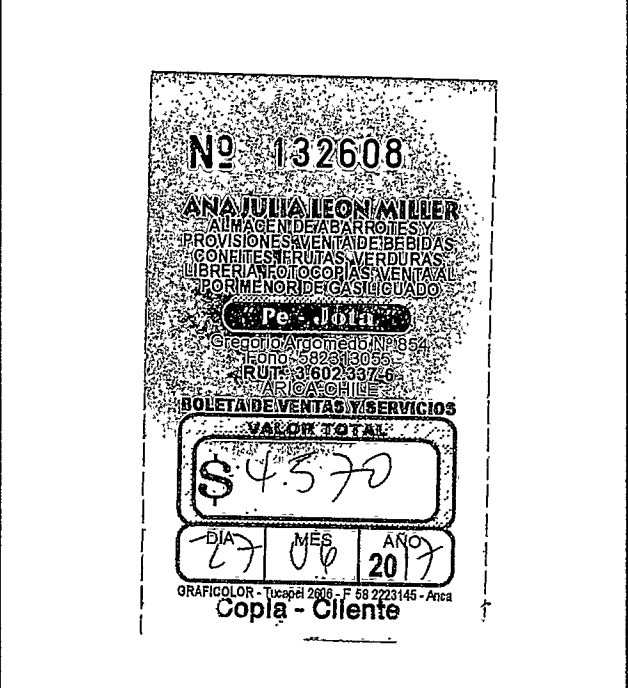 Nº 132608
ANA JULIA LEON MILLER
ALMACEN DE ABARROTES Y
PROVISIONES, VENTA DE BEBIDAS
CONFITES, FRUTAS, VERDURAS
LIBRERIA, FOTOCOPIAS, VENTA AL
POR MENOR DE GAS LICUADO
Pe - Jota
Gregorio Argomedo Nº 854
Fono: 582313055
RUT: 3.602.337-6
ARICA-CHILE
BOLETA DE VENTAS Y SERVICIOS
VALOR TOTAL
$ 4.570
DIA MES AÑO
27 06 2017
GRAFICOLOR - Tucapel 2606 - F 58 2223145 - Arica
Copia - Cliente